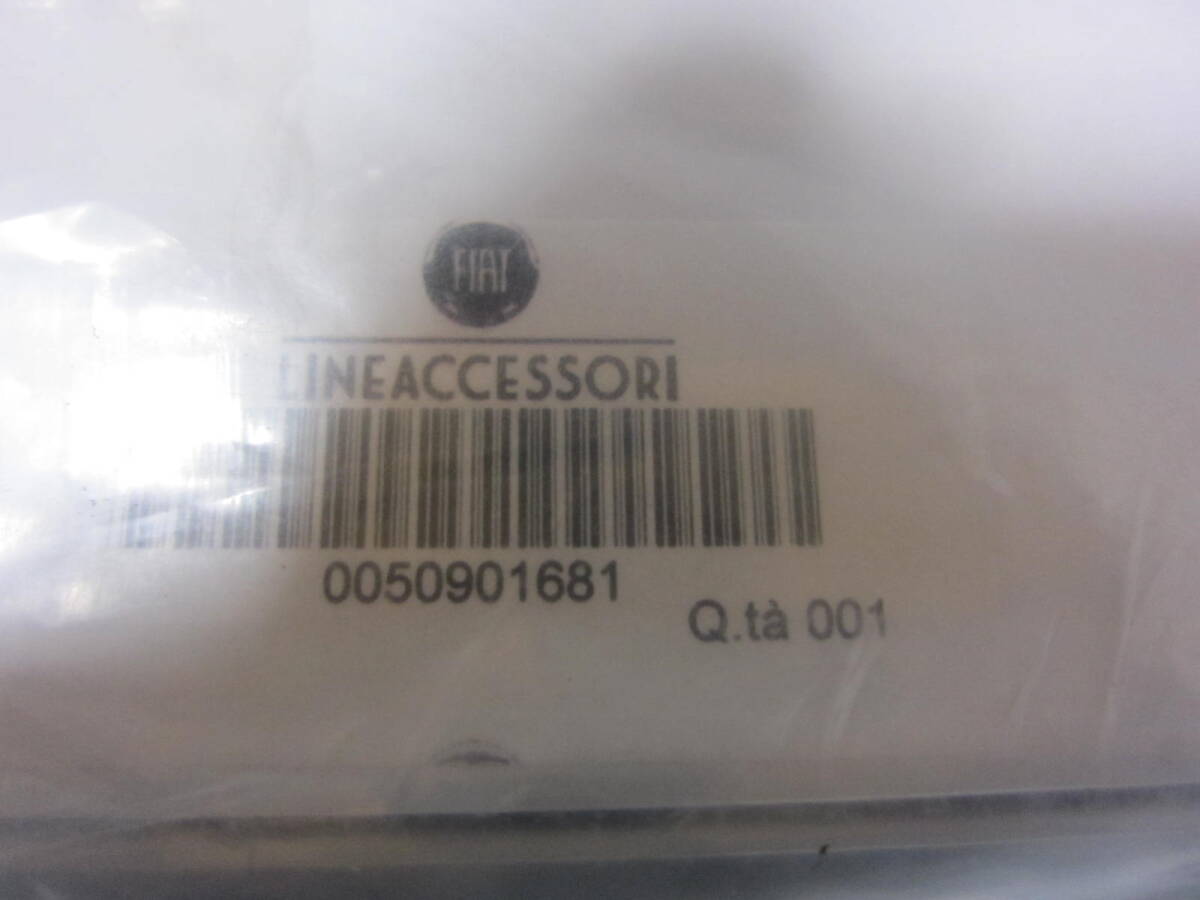 FIAT
LINEACCESSORI
0050901681
Q.tà 001